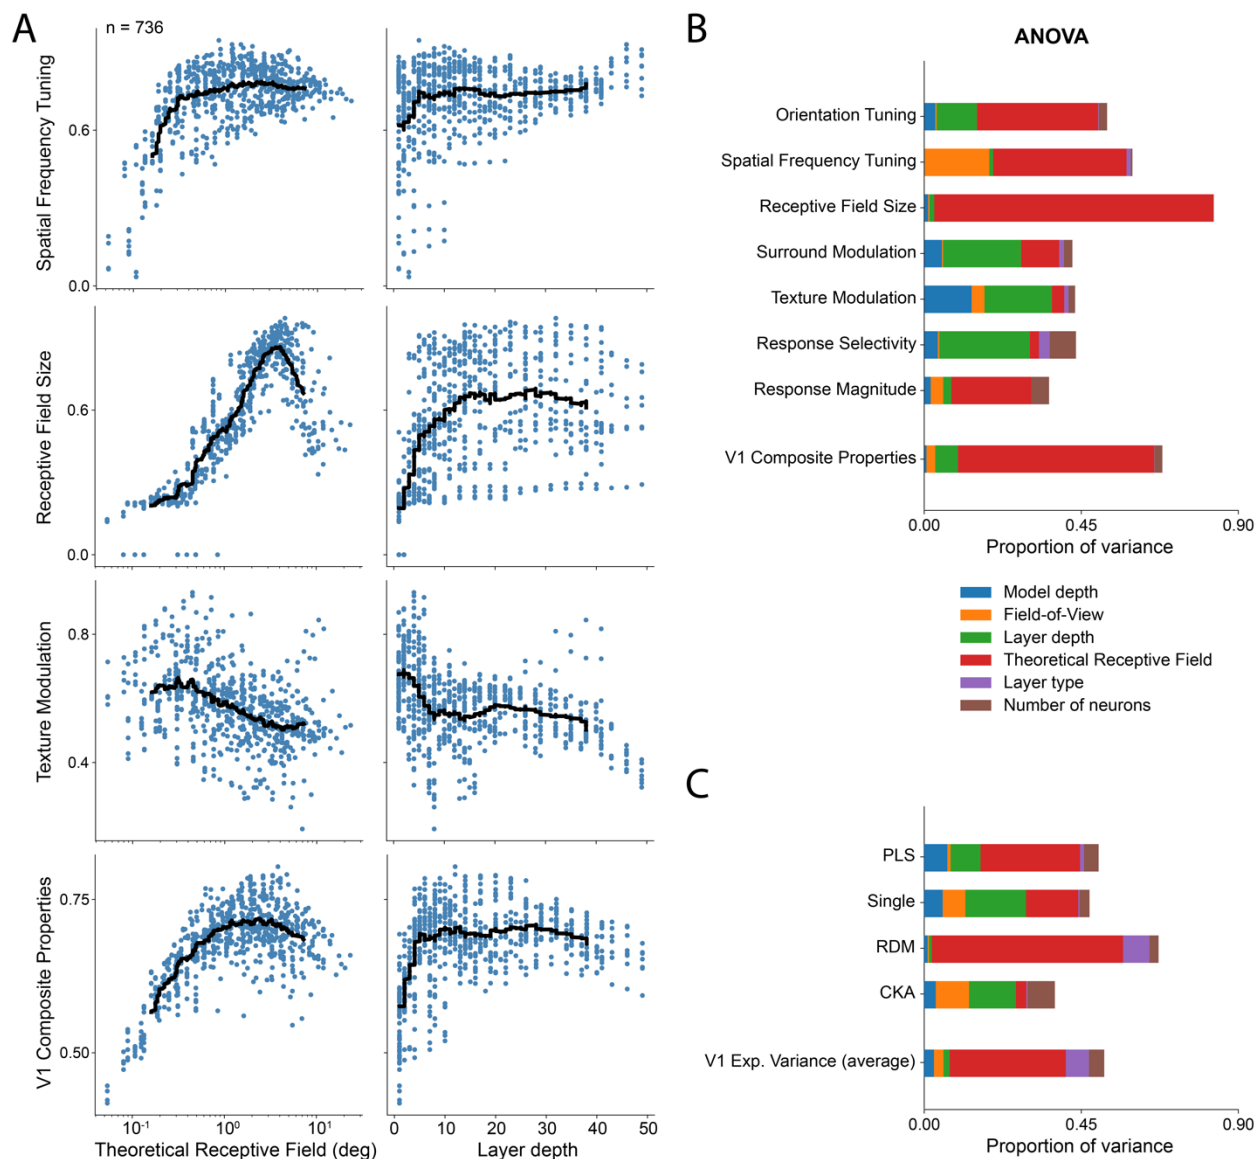 A
n = 736
Spatial Frequency Tuning
0.6
0.0
Receptive Field Size
0.6
0.0
Texture Modulation
0.8
0.4
V1 Composite Properties
0.75
0.50
10⁻¹ 10⁰ 10¹
Theoretical Receptive Field (deg)
0 10 20 30 40 50
Layer depth
B
ANOVA
Orientation Tuning
Spatial Frequency Tuning
Receptive Field Size
Surround Modulation
Texture Modulation
Response Selectivity
Response Magnitude
V1 Composite Properties
0.00 0.45 0.90
Proportion of variance
Model depth
Field-of-View
Layer depth
Theoretical Receptive Field
Layer type
Number of neurons
C
PLS
Single
RDM
CKA
V1 Exp. Variance (average)
0.00 0.45 0.90
Proportion of variance